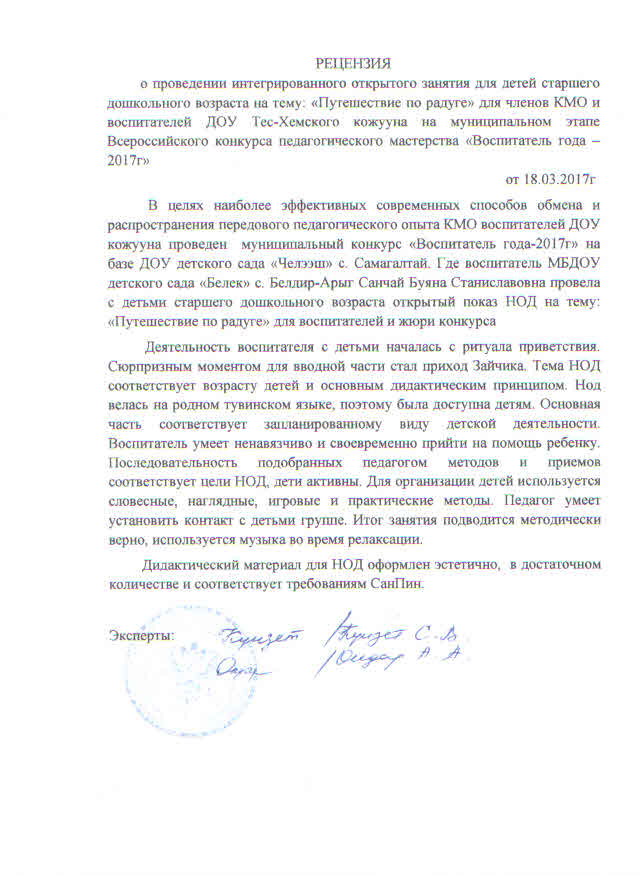 РЕЦЕНЗИЯ
о проведении интегрированного открытого занятия для детей старшего
дошкольного возраста на тему: «Путешествие по радуге» для членов КМО и
воспитателей ДОУ Тес-Хемского кожууна на муниципальном этапе
Всероссийского конкурса педагогического мастерства «Воспитатель года –
2017г»
от 18.03.2017г
В целях наиболее эффективных современных способов обмена и
распространения передового педагогического опыта КМО воспитателей ДОУ
кожууна проведен муниципальный конкурс «Воспитатель года-2017г» на
базе ДОУ детского сада «Челээш» с. Самагалтай. Где воспитатель МБДОУ
детского сада «Белек» с. Белдир-Арыг Санчай Буяна Станиславовна провела
с детьми старшего дошкольного возраста открытый показ НОД на тему:
«Путешествие по радуге» для воспитателей и жюри конкурса
Деятельность воспитателя с детьми началась с ритуала приветствия.
Сюрпризным моментом для вводной части стал приход Зайчика. Тема НОД
соответствует возрасту детей и основным дидактическим принципом. Нод
велась на родном тувинском языке, поэтому была доступна детям. Основная
часть соответствует запланированному виду детской деятельности.
Воспитатель умеет ненавязчиво и своевременно прийти на помощь ребенку.
Последовательность подобранных педагогом методов и приемов
соответствует цели НОД, дети активны. Для организации детей используется
словесные, наглядные, игровые и практические методы. Педагог умеет
установить контакт с детьми группе. Итог занятия подводится методически
верно, используется музыка во время релаксации.
Дидактический материал для НОД оформлен эстетично, в достаточном
количестве и соответствует требованиям СанПин.
Эксперты: Кунзет /Кунзет С.В.
/Ондар А.А.